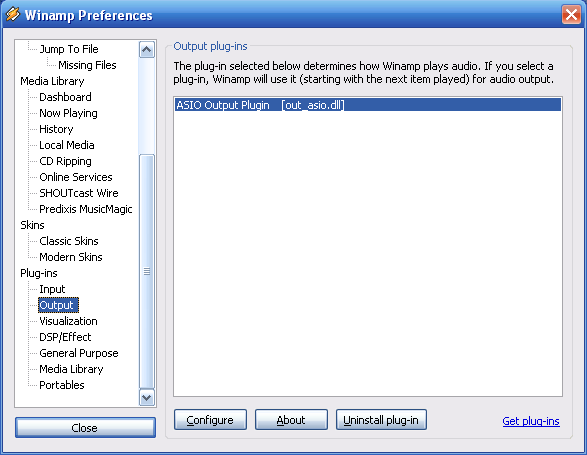 Winamp Preferences
Jump To File
Missing Files
Media Library
Dashboard
Now Playing
History
Local Media
CD Ripping
Online Services
SHOUTcast Wire
Predixis MusicMagic
Skins
Classic Skins
Modern Skins
Plug-ins
Input
Output
Visualization
DSP/Effect
General Purpose
Media Library
Portables
Close
Output plug-ins
The plug-in selected below determines how Winamp plays audio. If you select a
plug-in, Winamp will use it (starting with the next item played) for audio output.
ASIO Output Plugin [out_asio.dll]
Configure
About
Uninstall plug-in
Get plug-ins